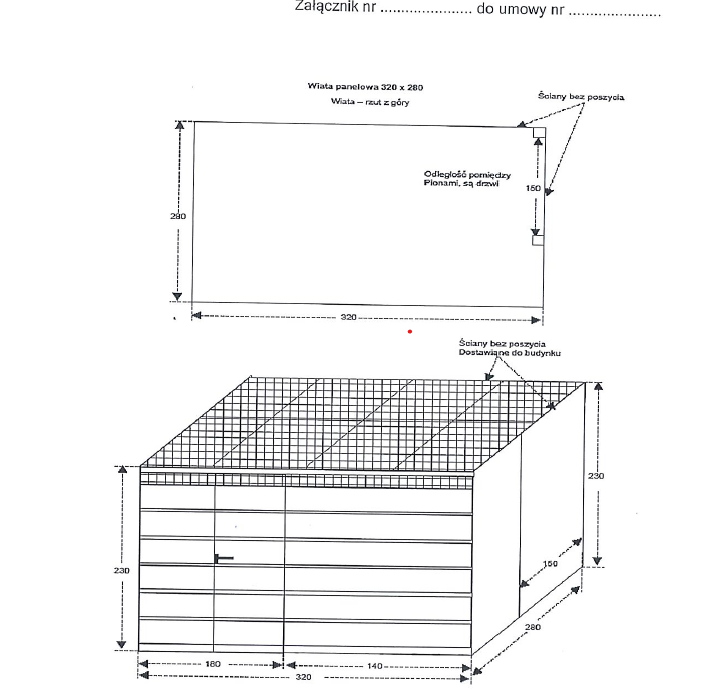 Załącznik nr ...................... do umowy nr ......................
Wiata panelowa 320 x 280
Wiata – rzut z góry
Ściany bez poszycia
Odległość pomiędzy
Pionami, są drzwi
150
280
320
Ściany bez poszycia
Dostawiane do budynku
230
230
150
280
180
140
320